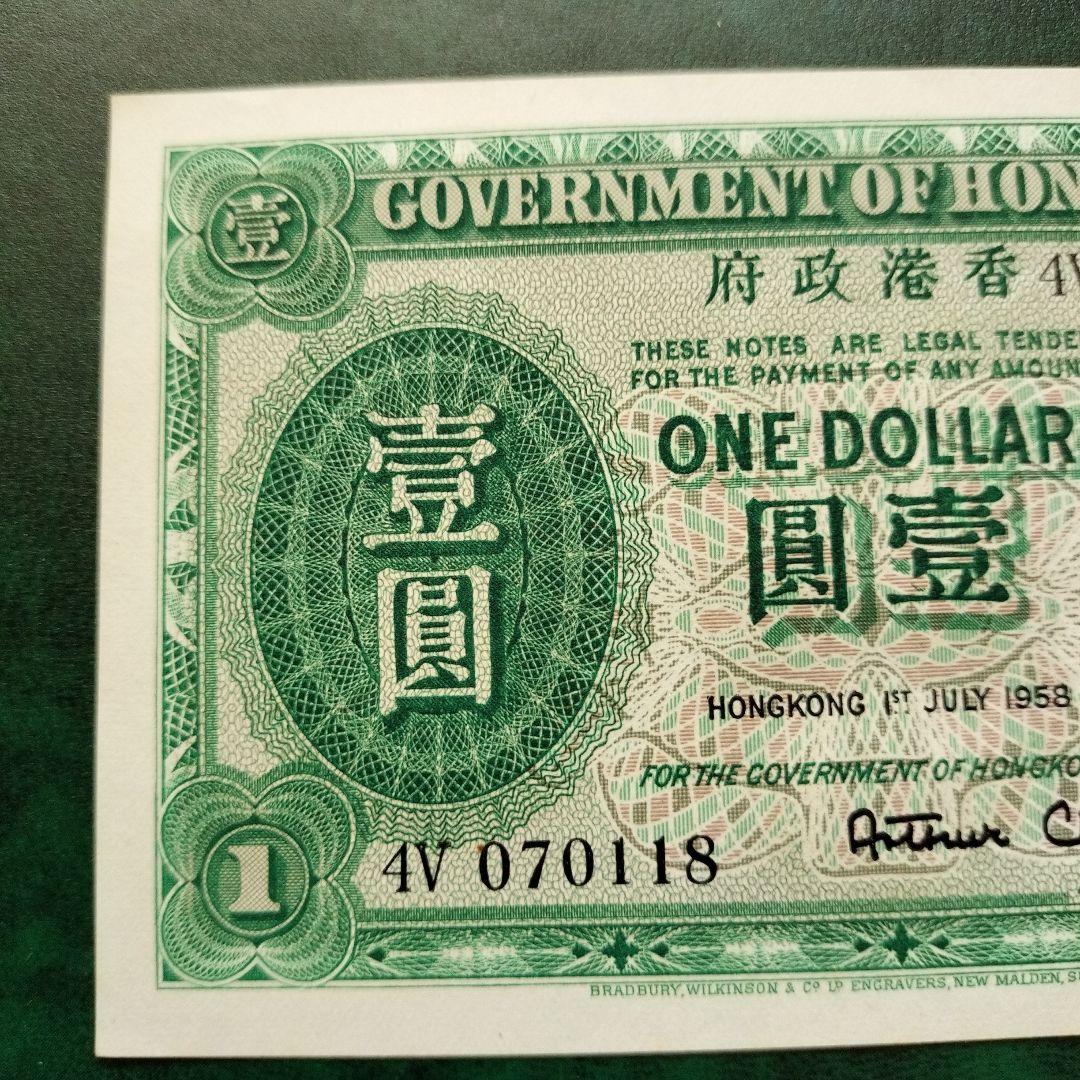 壹
GOVERNMENT OF HON
府政港香 4V
THESE NOTES ARE LEGAL TENDE
FOR THE PAYMENT OF ANY AMOUN
ONE DOLLAR
圓壹
壹
圓
HONGKONG 1ST JULY 1958
FOR THE GOVERNMENT OF HONGKO
Arthur C
1
4V 070118
BRADBURY, WILKINSON & Co LD ENGRAVERS, NEW MALDEN, S